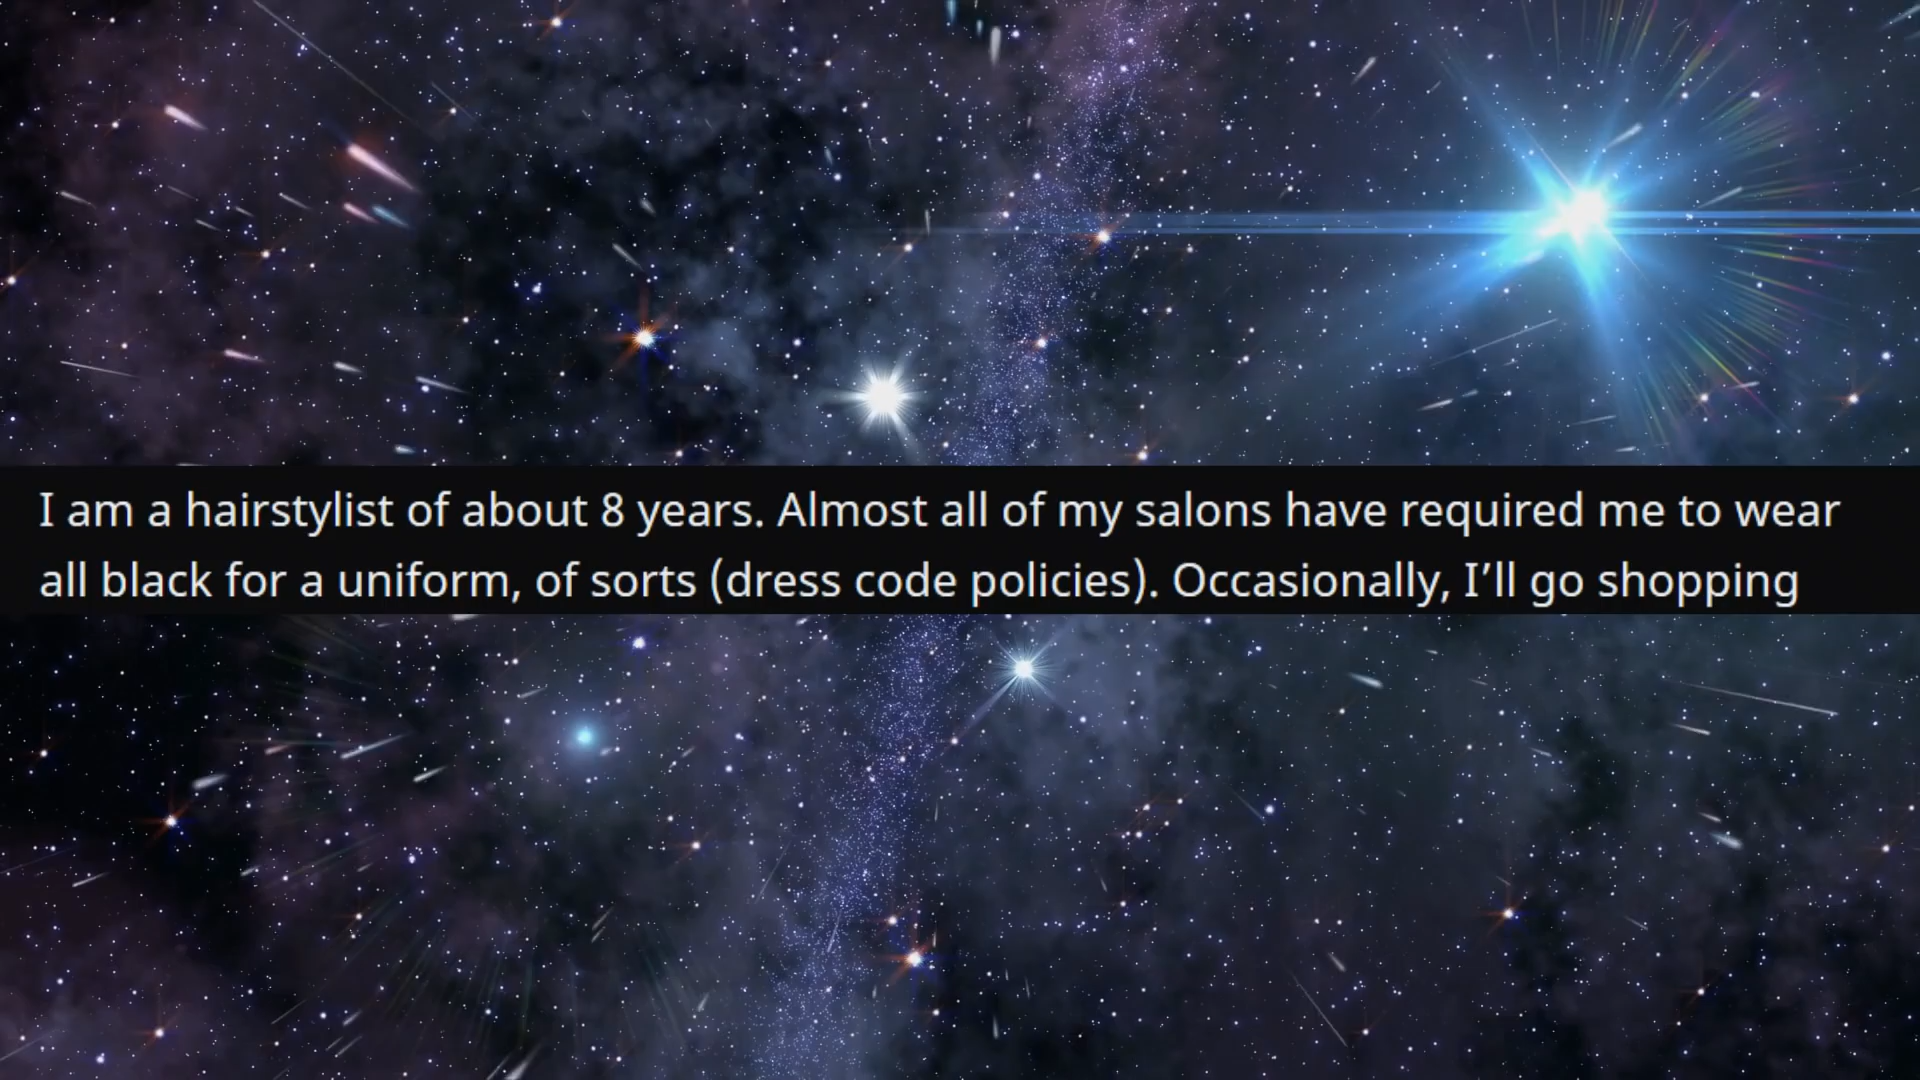 I am a hairstylist of about 8 years. Almost all of my salons have required me to wear
all black for a uniform, of sorts (dress code policies). Occasionally, I’ll go shopping